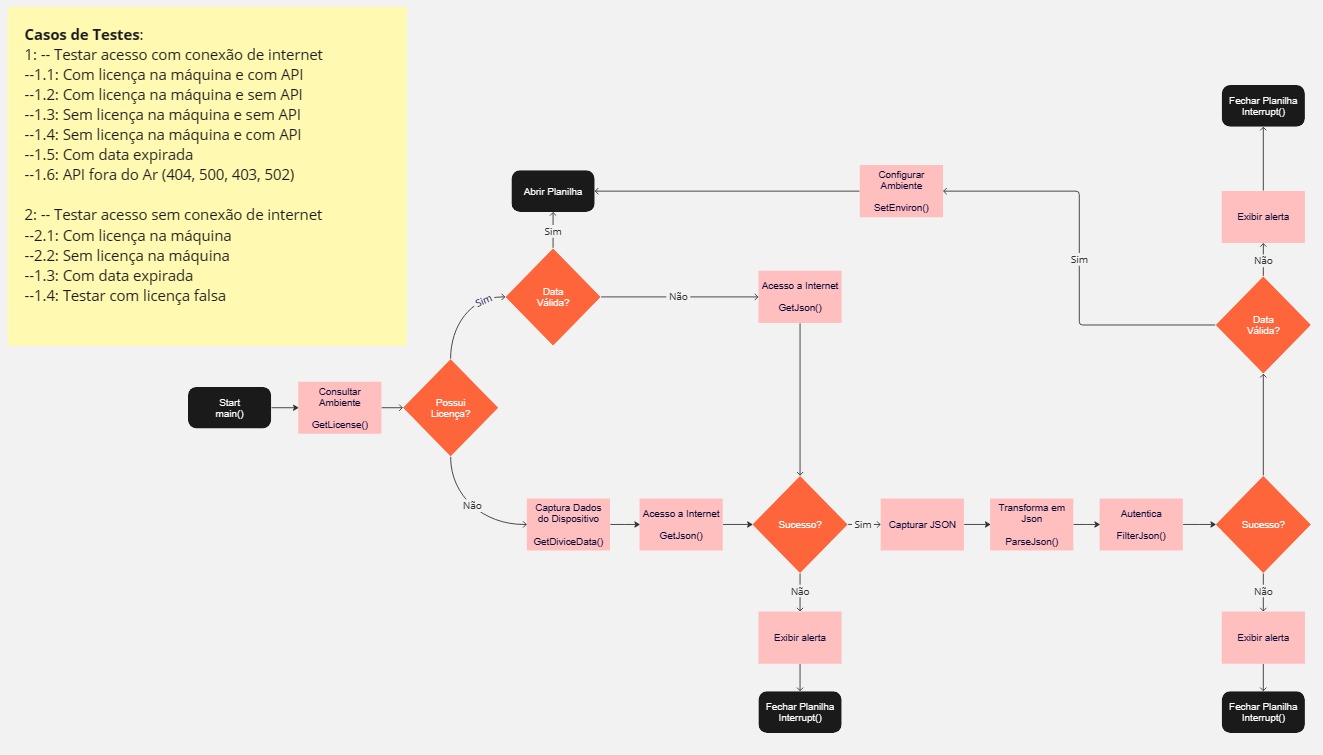 Casos de Testes:
1: -- Testar acesso com conexão de internet
--1.1: Com licença na máquina e com API
--1.2: Com licença na máquina e sem API
--1.3: Sem licença na máquina e sem API
--1.4: Sem licença na máquina e com API
--1.5: Com data expirada
--1.6: API fora do Ar (404, 500, 403, 502)
2: -- Testar acesso sem conexão de internet
--2.1: Com licença na máquina
--2.2: Sem licença na máquina
--1.3: Com data expirada
--1.4: Testar com licença falsa
Start
main()
Consultar
Ambiente
GetLicense()
Possui
Licença?
Sim
Data
Válida?
Sim
Abrir Planilha
Não
Acesso a Internet
GetJson()
Não
Captura Dados
do Dispositivo
GetDiviceData()
Acesso a Internet
GetJson()
Sucesso?
Não
Exibir alerta
Fechar Planilha
Interrupt()
Sim
Capturar JSON
Transforma em
Json
ParseJson()
Autentica
FilterJson()
Sucesso?
Não
Exibir alerta
Fechar Planilha
Interrupt()
Data
Válida?
Sim
Configurar
Ambiente
SetEnviron()
Não
Exibir alerta
Fechar Planilha
Interrupt()